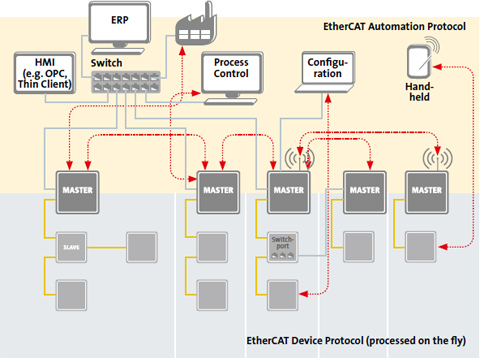 ERP
EtherCAT Automation Protocol
HMI
(e.g. OPC,
Thin Client)
Switch
Process
Control
Configu-
ration
Hand-
held
MASTER
MASTER
MASTER
MASTER
MASTER
SLAVE
Switch-
port
EtherCAT Device Protocol (processed on the fly)